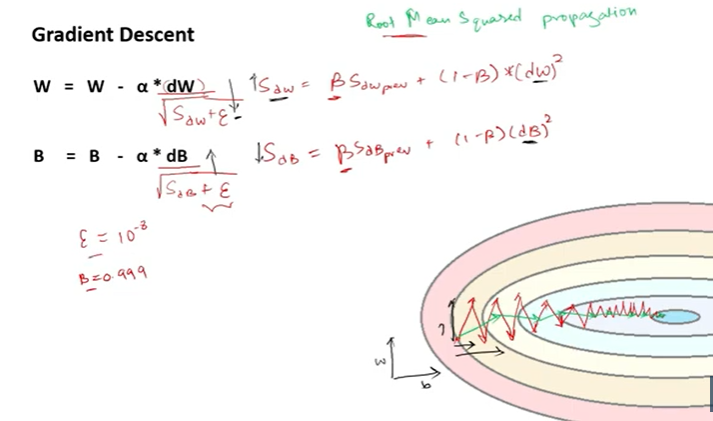 Root Mean Squared propagation
Gradient Descent
W = W - α*(dW) / √(Sdw+ε) ↓ ↑Sdw = β Sdwprev + (1-β)*(dw)²
B = B - α*dB / √(SdB + ε) ↑ ↓SdB = β SdBprev + (1-β)(dB)²
ε = 10⁻⁸
B=0.999
w
b